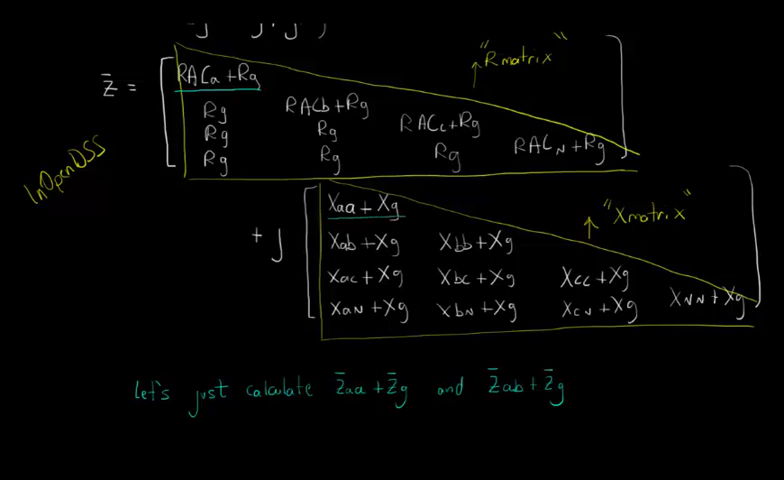 "Rmatrix"
Z̄ =
RACa+Rg
Rg RACb+Rg
Rg Rg RACc+Rg
Rg Rg Rg RACN+Rg
InOpenDSS
"Xmatrix"
+ j
Xaa+Xg
Xab+Xg Xbb+Xg
Xac+Xg Xbc+Xg Xcc+Xg
XaN+Xg XbN+Xg XcN+Xg XNN+Xg
Let's just calculate Z̄aa+Z̄g and Z̄ab+Z̄g